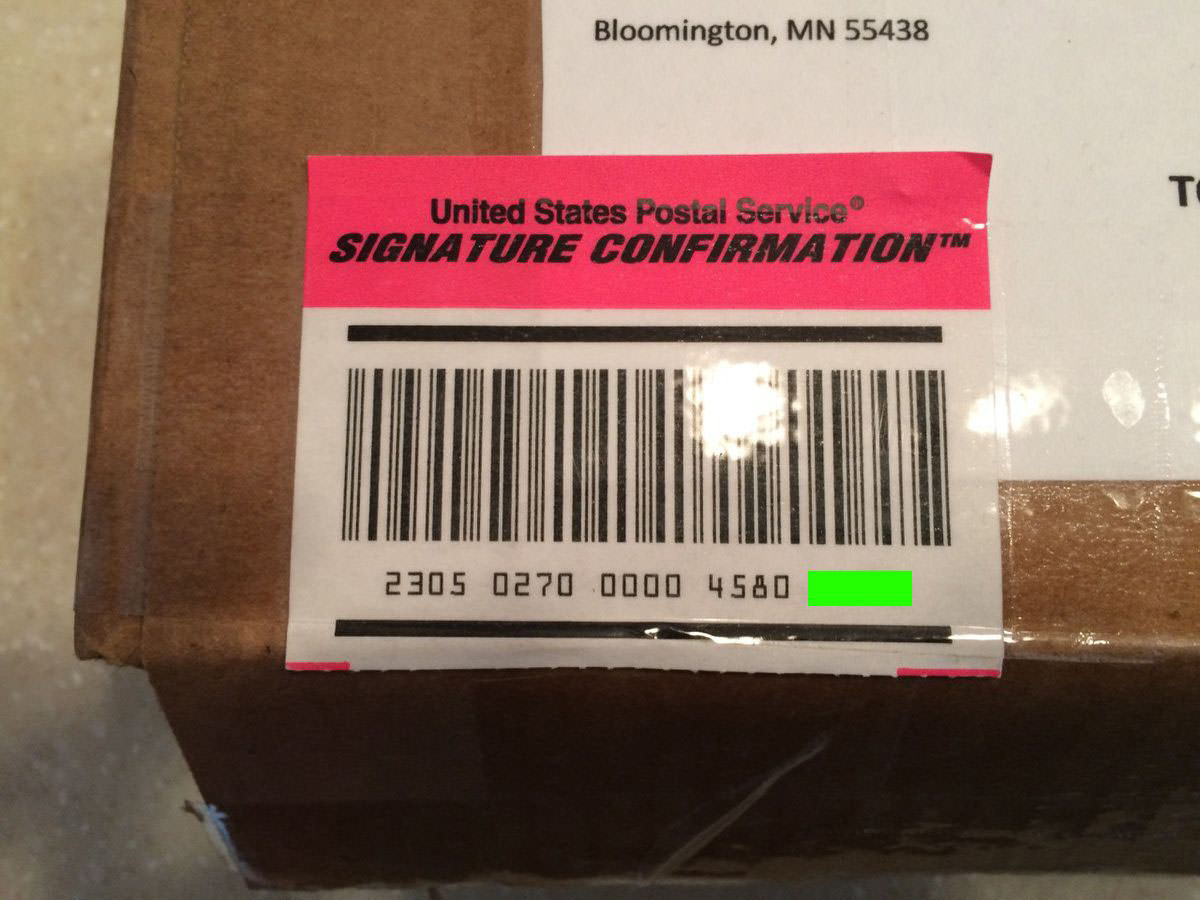 Bloomington, MN 55438
United States Postal Service®
SIGNATURE CONFIRMATION™
2305 0270 0000 4580